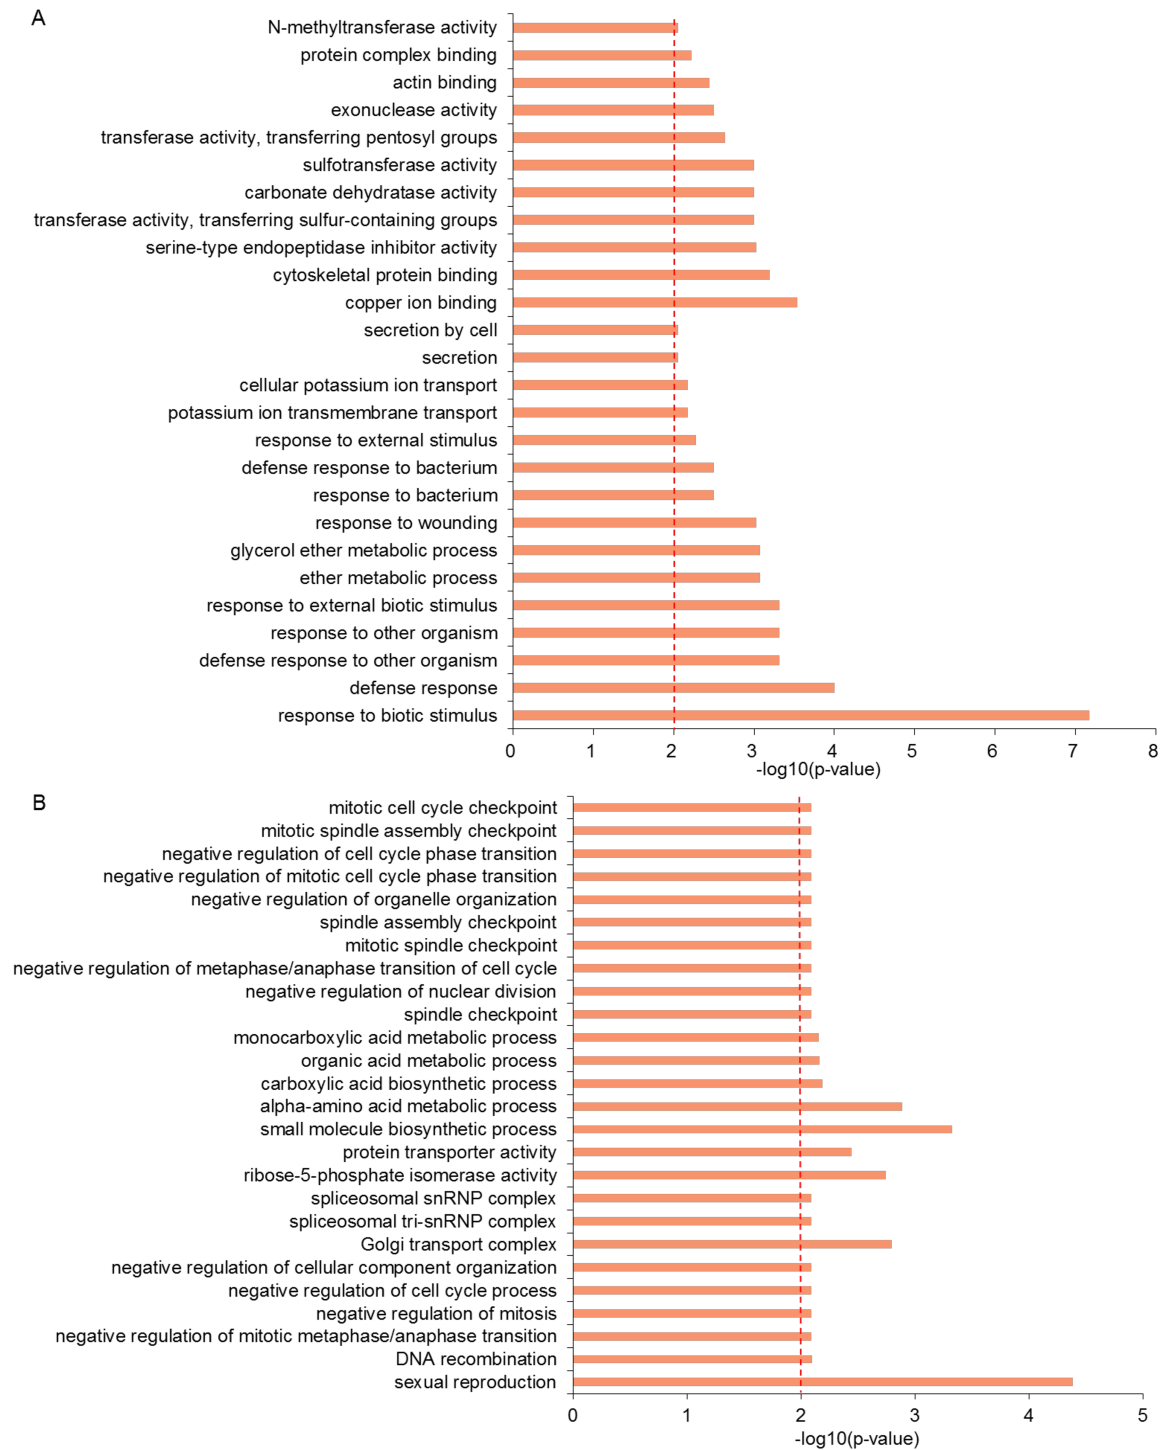 A
N-methyltransferase activity
protein complex binding
actin binding
exonuclease activity
transferase activity, transferring pentosyl groups
sulfotransferase activity
carbonate dehydratase activity
transferase activity, transferring sulfur-containing groups
serine-type endopeptidase inhibitor activity
cytoskeletal protein binding
copper ion binding
secretion by cell
secretion
cellular potassium ion transport
potassium ion transmembrane transport
response to external stimulus
defense response to bacterium
response to bacterium
response to wounding
glycerol ether metabolic process
ether metabolic process
response to external biotic stimulus
response to other organism
defense response to other organism
defense response
response to biotic stimulus
0 1 2 3 4 5 6 7 8
-log10(p-value)
B
mitotic cell cycle checkpoint
mitotic spindle assembly checkpoint
negative regulation of cell cycle phase transition
negative regulation of mitotic cell cycle phase transition
negative regulation of organelle organization
spindle assembly checkpoint
mitotic spindle checkpoint
negative regulation of metaphase/anaphase transition of cell cycle
negative regulation of nuclear division
spindle checkpoint
monocarboxylic acid metabolic process
organic acid metabolic process
carboxylic acid biosynthetic process
alpha-amino acid metabolic process
small molecule biosynthetic process
protein transporter activity
ribose-5-phosphate isomerase activity
spliceosomal snRNP complex
spliceosomal tri-snRNP complex
Golgi transport complex
negative regulation of cellular component organization
negative regulation of cell cycle process
negative regulation of mitosis
negative regulation of mitotic metaphase/anaphase transition
DNA recombination
sexual reproduction
0 1 2 3 4 5
-log10(p-value)